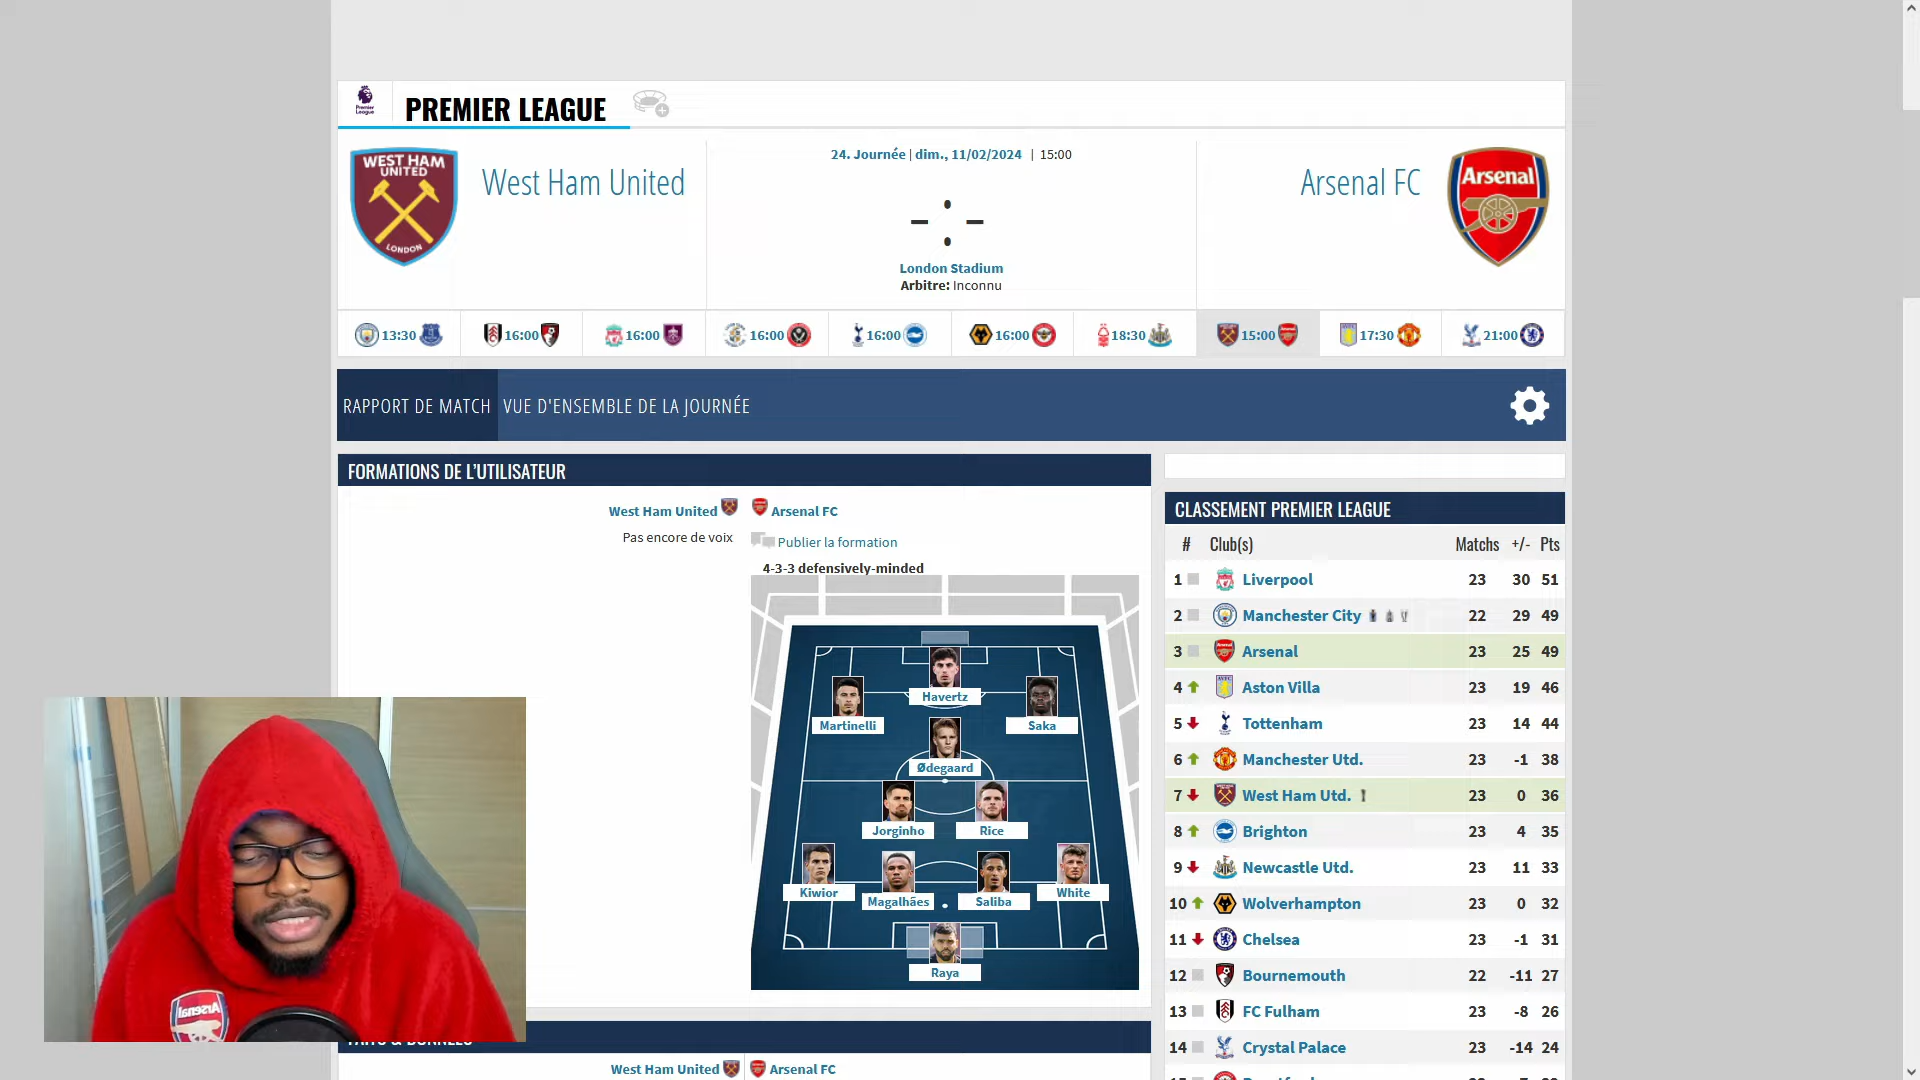 Premier League
PREMIER LEAGUE
WEST HAM UNITED
LONDON
West Ham United
24. Journée | dim., 11/02/2024 | 15:00
- : -
London Stadium
Arbitre: Inconnu
Arsenal FC
Arsenal
13:30
16:00
16:00
16:00
16:00
16:00
18:30
15:00
17:30
21:00
RAPPORT DE MATCH
VUE D'ENSEMBLE DE LA JOURNÉE
FORMATIONS DE L'UTILISATEUR
West Ham United
Pas encore de voix
Arsenal FC
Publier la formation
4-3-3 defensively-minded
Havertz
Martinelli
Saka
Ødegaard
Jorginho
Rice
Kiwior
Magalhães
Saliba
White
Raya
West Ham United
Arsenal FC
CLASSEMENT PREMIER LEAGUE
# Club(s) Matchs +/- Pts
1 Liverpool 23 30 51
2 Manchester City 22 29 49
3 Arsenal 23 25 49
4 Aston Villa 23 19 46
5 Tottenham 23 14 44
6 Manchester Utd. 23 -1 38
7 West Ham Utd. 23 0 36
8 Brighton 23 4 35
9 Newcastle Utd. 23 11 33
10 Wolverhampton 23 0 32
11 Chelsea 23 -1 31
12 Bournemouth 22 -11 27
13 FC Fulham 23 -8 26
14 Crystal Palace 23 -14 24
Arsenal